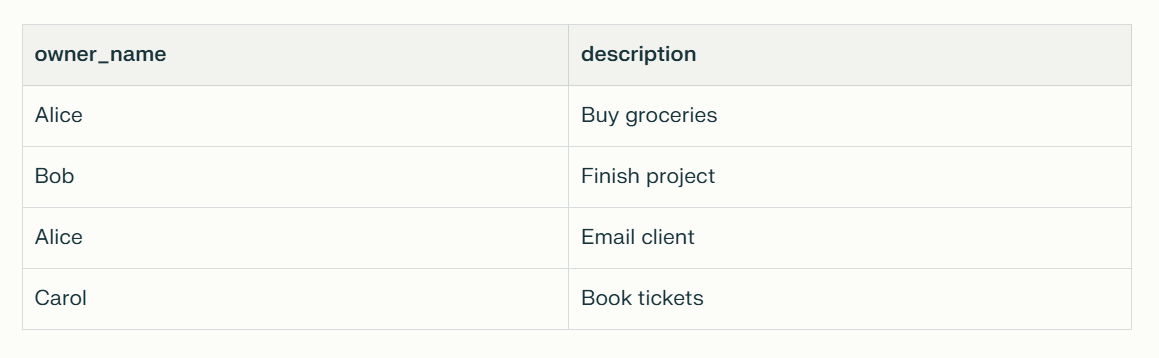 owner_name description
Alice Buy groceries
Bob Finish project
Alice Email client
Carol Book tickets